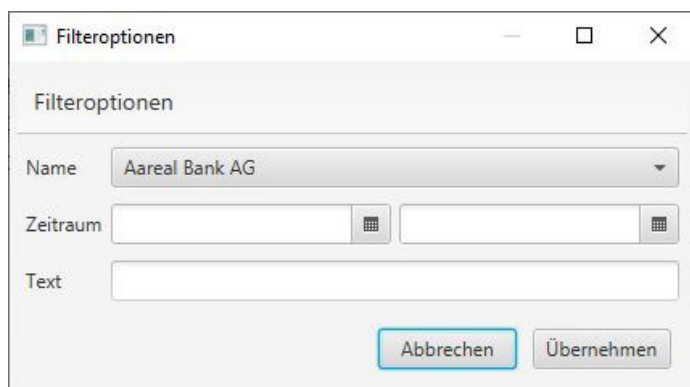 Filteroptionen
Filteroptionen
Name Aareal Bank AG
Zeitraum
Text
Abbrechen Übernehmen